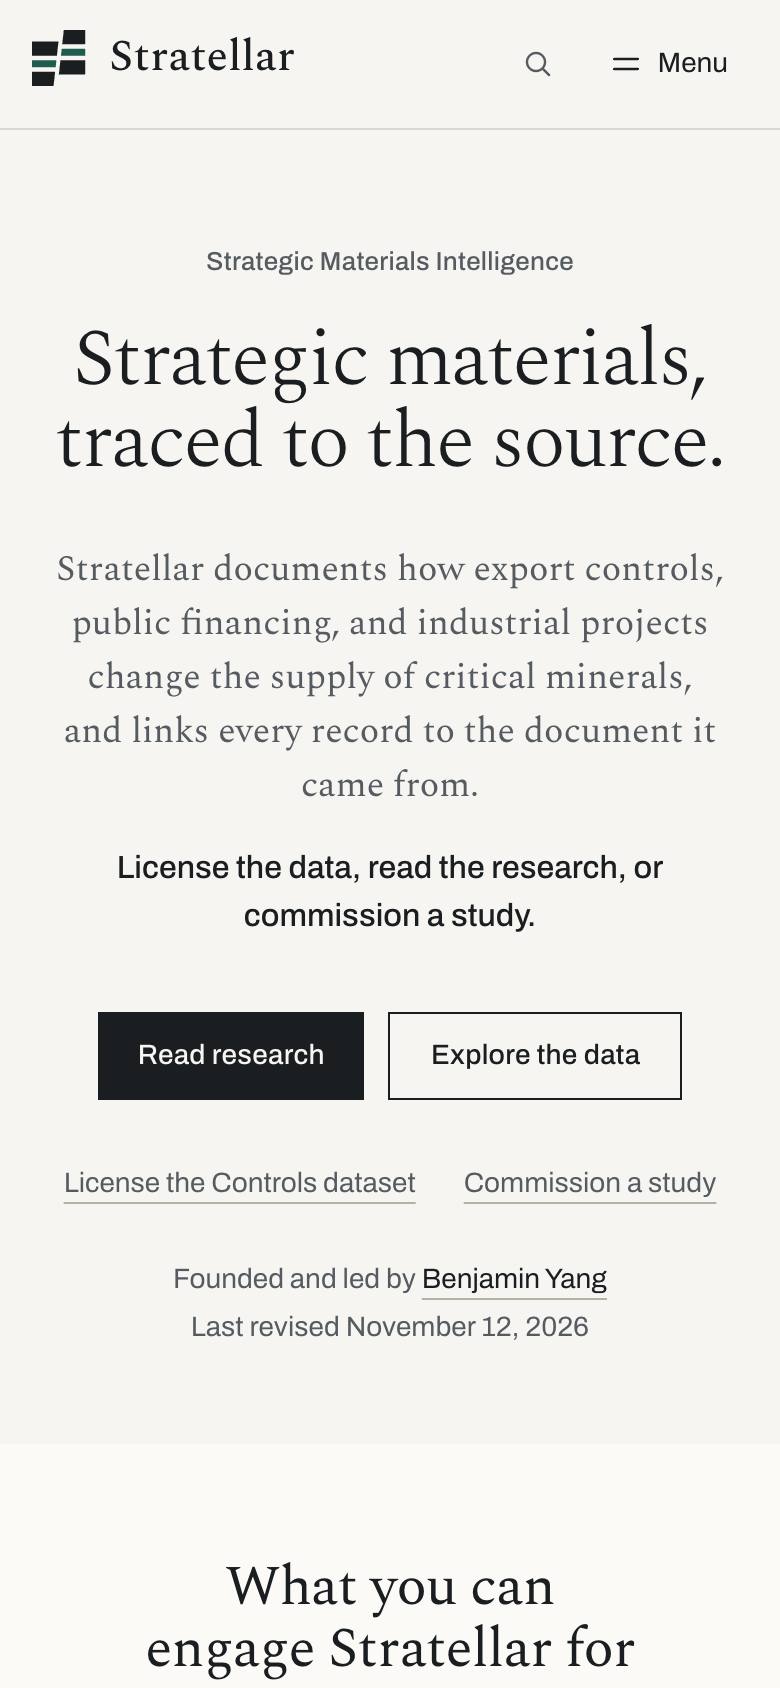 Stratellar
Menu
Strategic Materials Intelligence
Strategic materials,
traced to the source.
Stratellar documents how export controls,
public financing, and industrial projects
change the supply of critical minerals,
and links every record to the document it
came from.
License the data, read the research, or
commission a study.
Read research
Explore the data
License the Controls dataset
Commission a study
Founded and led by Benjamin Yang
Last revised November 12, 2026
What you can
engage Stratellar for